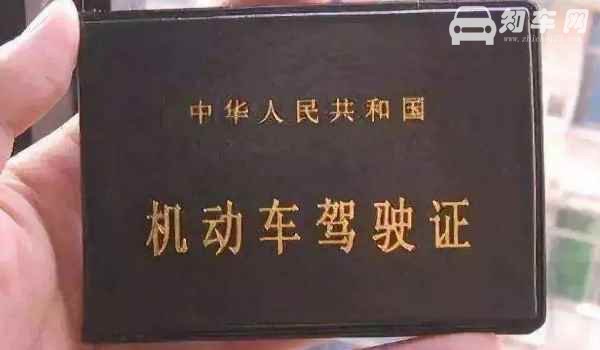 知车网
中华人民共和国
机动车驾驶证